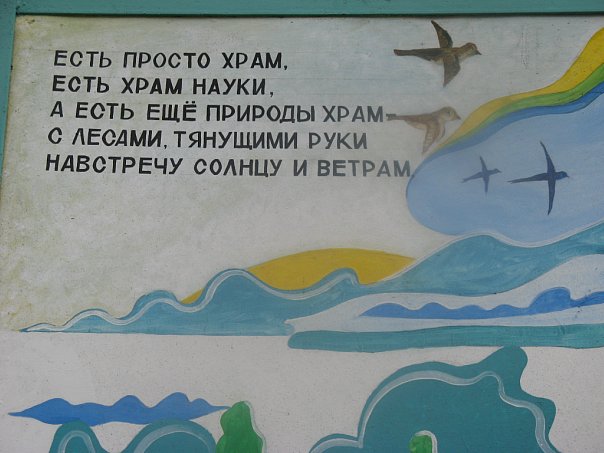 ЕСТЬ ПРОСТО ХРАМ,
ЕСТЬ ХРАМ НАУКИ,
А ЕСТЬ ЕЩЁ ПРИРОДЫ ХРАМ-
С ЛЕСАМИ, ТЯНУЩИМИ РУКИ
НАВСТРЕЧУ СОЛНЦУ И ВЕТРАМ.